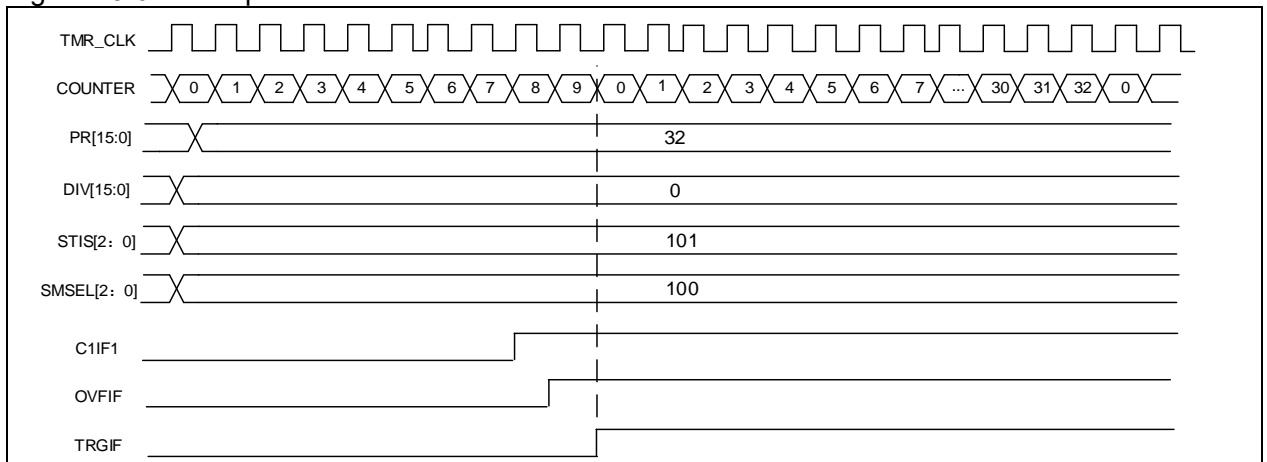 TMR_CLK
COUNTER 0 1 2 3 4 5 6 7 8 9 0 1 2 3 4 5 6 7 ... 30 31 32 0
PR[15:0] 32
DIV[15:0] 0
STIS[2：0] 101
SMSEL[2：0] 100
C1IF1
OVFIF
TRGIF